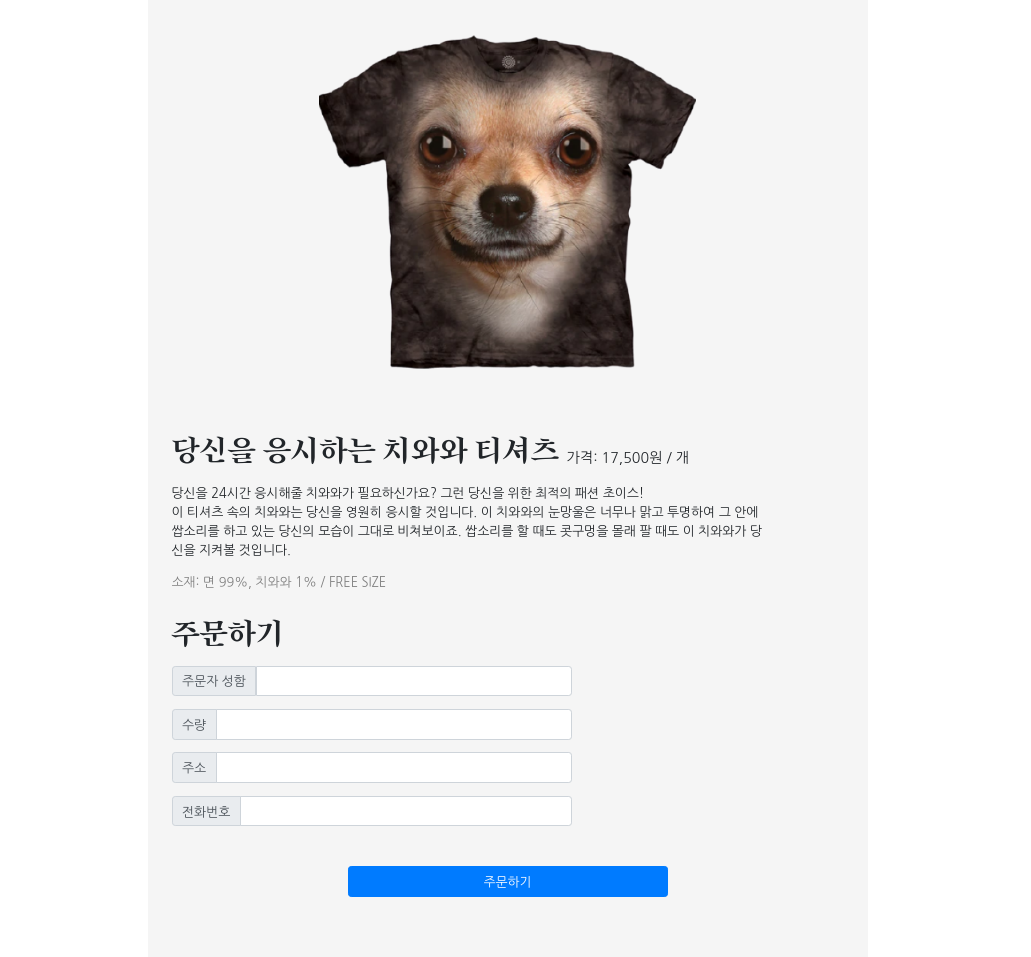 당신을 응시하는 치와와 티셔츠 가격: 17,500원 / 개
당신을 24시간 응시해줄 치와와가 필요하신가요? 그런 당신을 위한 최적의 패션 초이스!
이 티셔츠 속의 치와와는 당신을 영원히 응시할 것입니다. 이 치와와의 눈망울은 너무나 맑고 투명하여 그 안에
쌉소리를 하고 있는 당신의 모습이 그대로 비쳐보이죠. 쌉소리를 할 때도 콧구멍을 몰래 팔 때도 이 치와와가 당
신을 지켜볼 것입니다.
소재: 면 99%, 치와와 1% / FREE SIZE
주문하기
주문자 성함
수량
주소
전화번호
주문하기